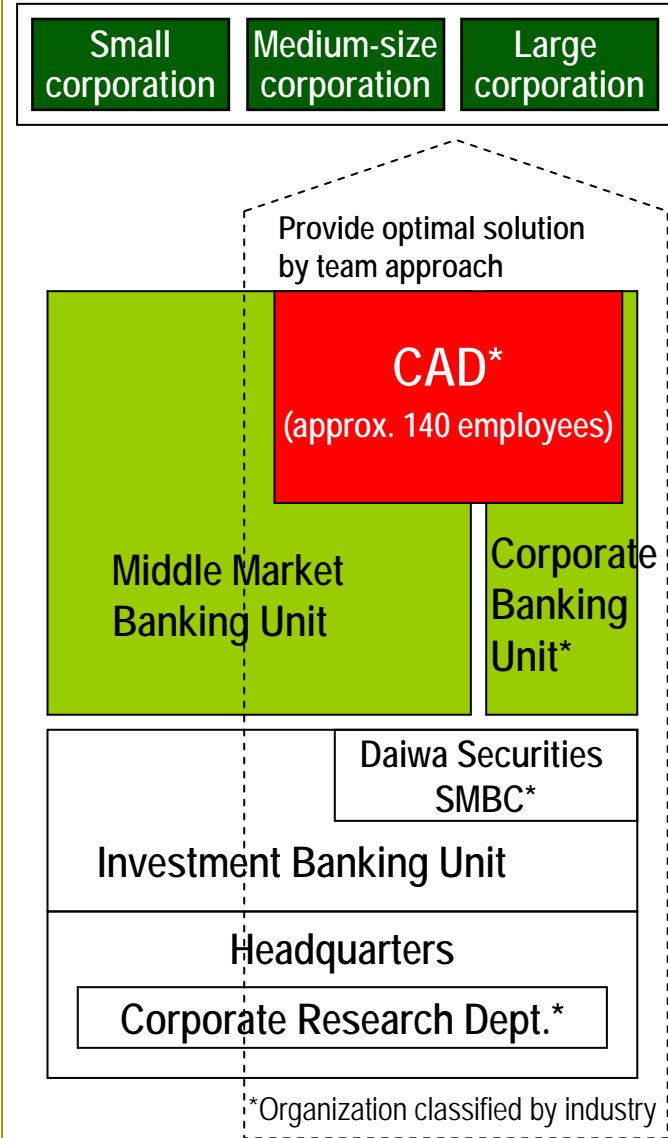 Small
corporation
Medium-size
corporation
Large
corporation
Provide optimal solution
by team approach
CAD*
(approx. 140 employees)
Middle Market
Banking Unit
Corporate
Banking
Unit*
Daiwa Securities
SMBC*
Investment Banking Unit
Headquarters
Corporate Research Dept.*
*Organization classified by industry